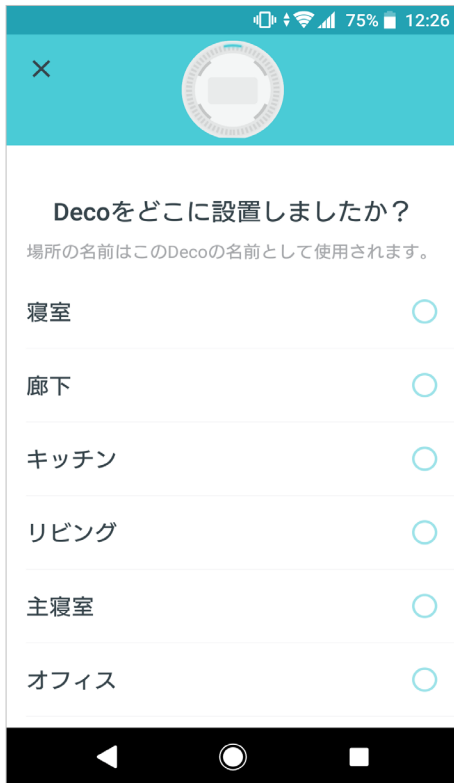 75% 12:26
Decoをどこに設置しましたか？
場所の名前はこのDecoの名前として使用されます。
寝室
廊下
キッチン
リビング
主寝室
オフィス